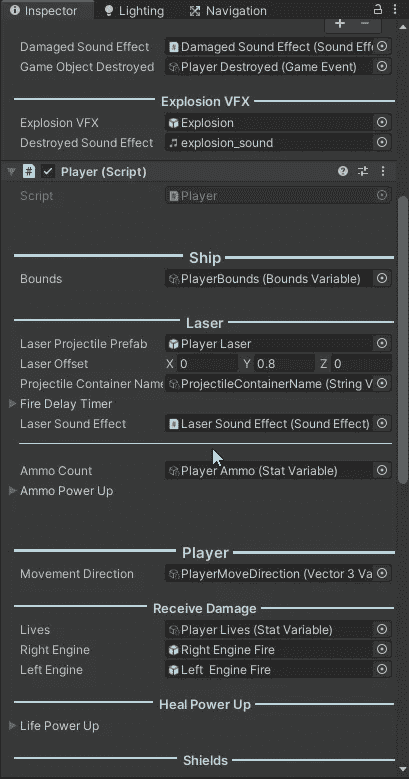 Inspector Lighting Navigation
Damaged Sound Effect Damaged Sound Effect (Sound Eff
Game Object Destroyed Player Destroyed (Game Event)
Explosion VFX
Explosion VFX Explosion
Destroyed Sound Effect explosion_sound
# Player (Script)
Script # Player
Ship
Bounds PlayerBounds (Bounds Variable)
Laser
Laser Projectile Prefab Player Laser
Laser Offset X 0 Y 0.8 Z 0
Projectile Container Name ProjectileContainerName (String V
Fire Delay Timer
Laser Sound Effect Laser Sound Effect (Sound Effect)
Ammo Count Player Ammo (Stat Variable)
Ammo Power Up
Player
Movement Direction PlayerMoveDirection (Vector 3 Va
Receive Damage
Lives Player Lives (Stat Variable)
Right Engine Right Engine Fire
Left Engine Left Engine Fire
Heal Power Up
Life Power Up
Shields